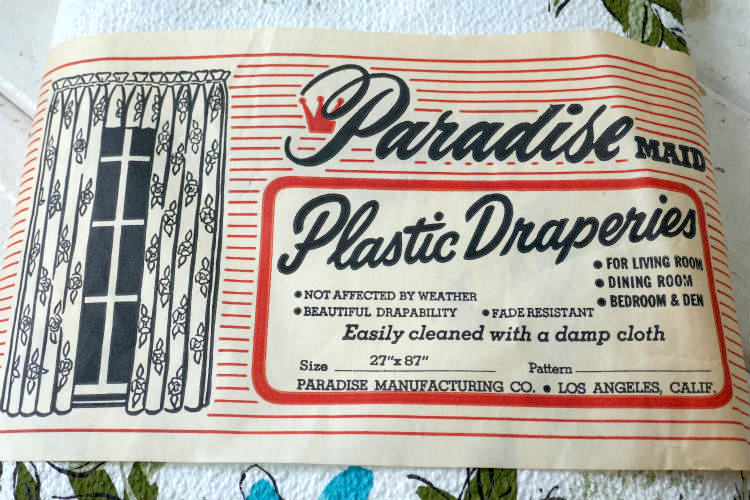 Paradise MAID
Plastic Draperies
• FOR LIVING ROOM
• DINING ROOM
• BEDROOM & DEN
• NOT AFFECTED BY WEATHER
• BEAUTIFUL DRAPABILITY • FADE RESISTANT
Easily cleaned with a damp cloth
Size 27"x 87" Pattern
PARADISE MANUFACTURING CO. • LOS ANGELES, CALIF.